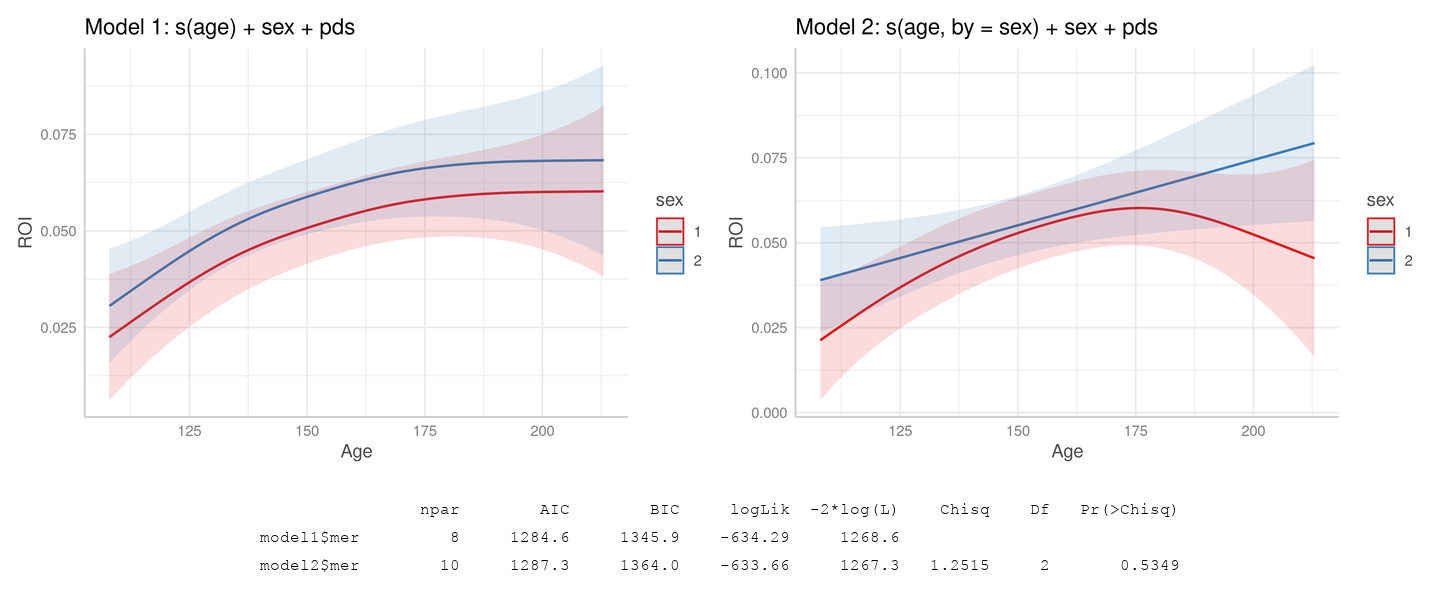 Model 1: s(age) + sex + pds
0.075
0.050
0.025
ROI
125 150 175 200
Age
sex
1
2
Model 2: s(age, by = sex) + sex + pds
0.100
0.075
0.050
0.025
0.000
ROI
125 150 175 200
Age
sex
1
2
npar AIC BIC logLik -2*log(L) Chisq Df Pr(>Chisq)
model1$mer 8 1284.6 1345.9 -634.29 1268.6
model2$mer 10 1287.3 1364.0 -633.66 1267.3 1.2515 2 0.5349